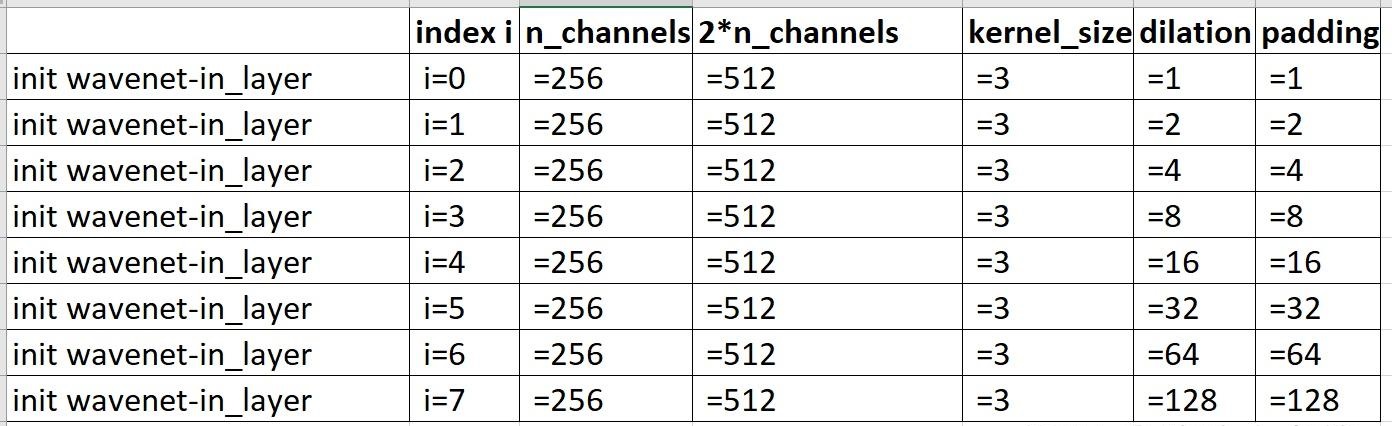 index i n_channels 2*n_channels kernel_size dilation padding
init wavenet-in_layer i=0 =256 =512 =3 =1 =1
init wavenet-in_layer i=1 =256 =512 =3 =2 =2
init wavenet-in_layer i=2 =256 =512 =3 =4 =4
init wavenet-in_layer i=3 =256 =512 =3 =8 =8
init wavenet-in_layer i=4 =256 =512 =3 =16 =16
init wavenet-in_layer i=5 =256 =512 =3 =32 =32
init wavenet-in_layer i=6 =256 =512 =3 =64 =64
init wavenet-in_layer i=7 =256 =512 =3 =128 =128